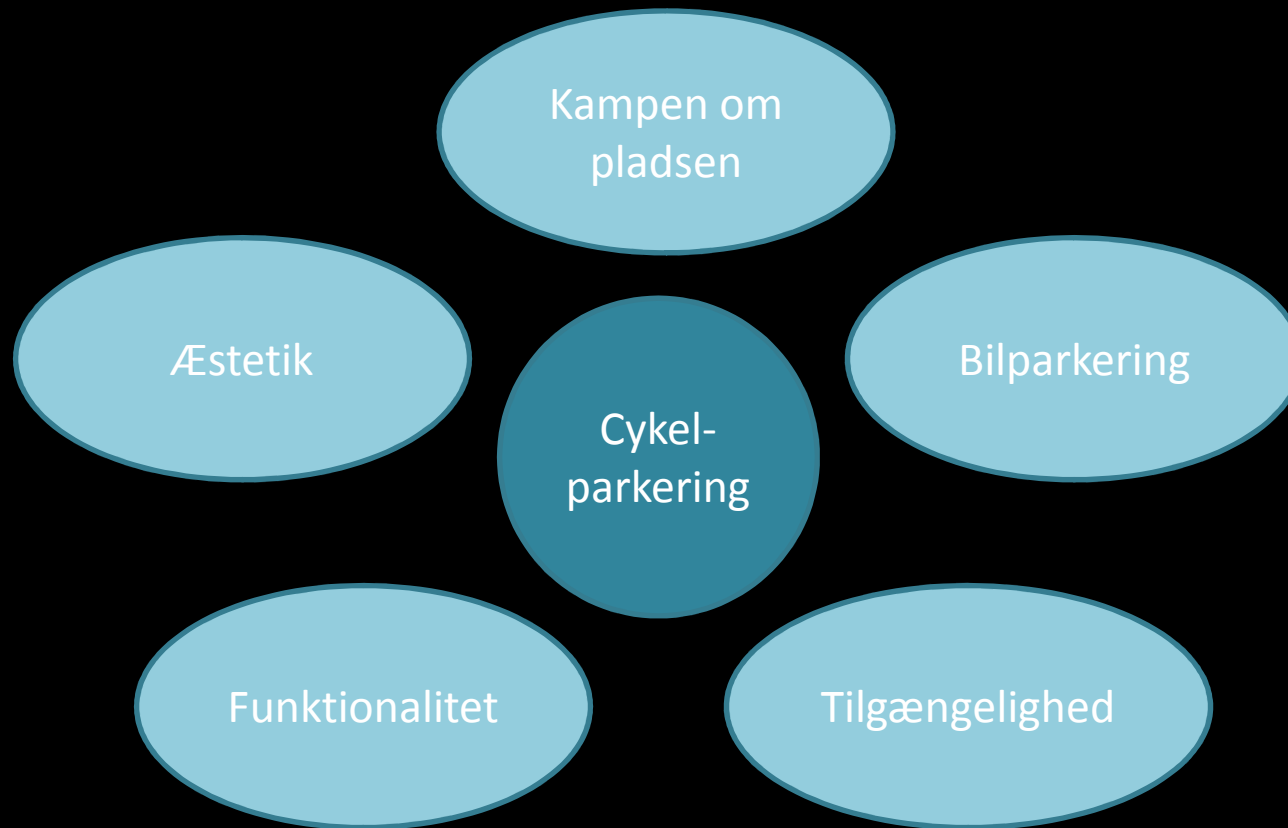 Kampen om
pladsen
Æstetik
Bilparkering
Cykel-
parkering
Funktionalitet
Tilgængelighed